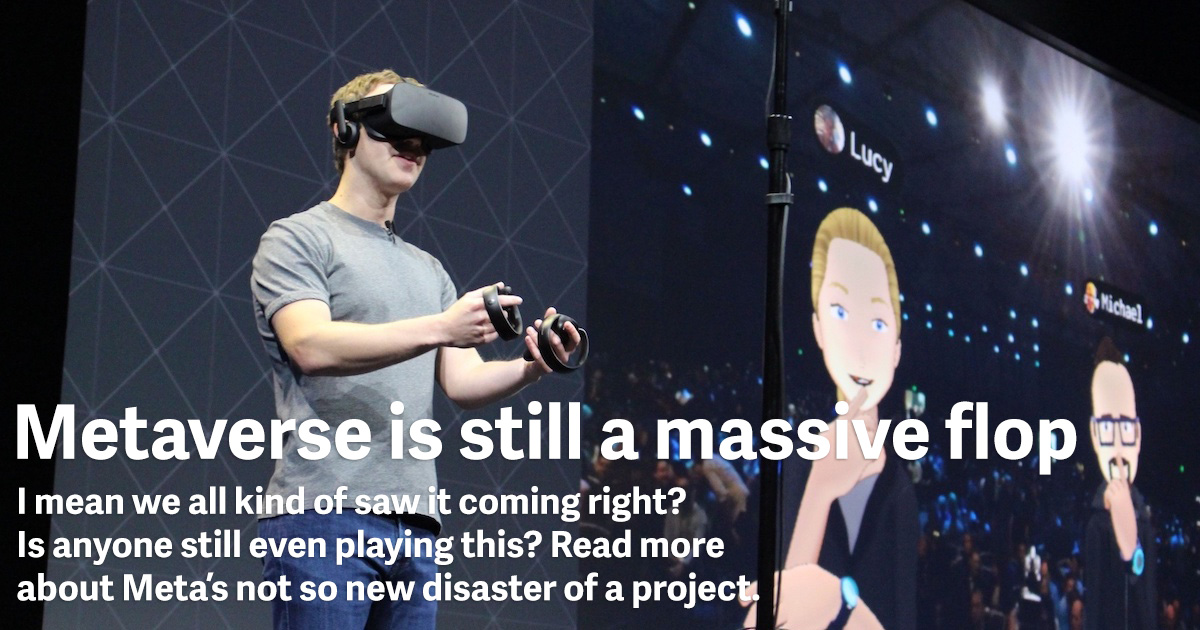 Lucy
Michael
Metaverse is still a massive flop
I mean we all kind of saw it coming right?
Is anyone still even playing this? Read more
about Meta's not so new disaster of a project.